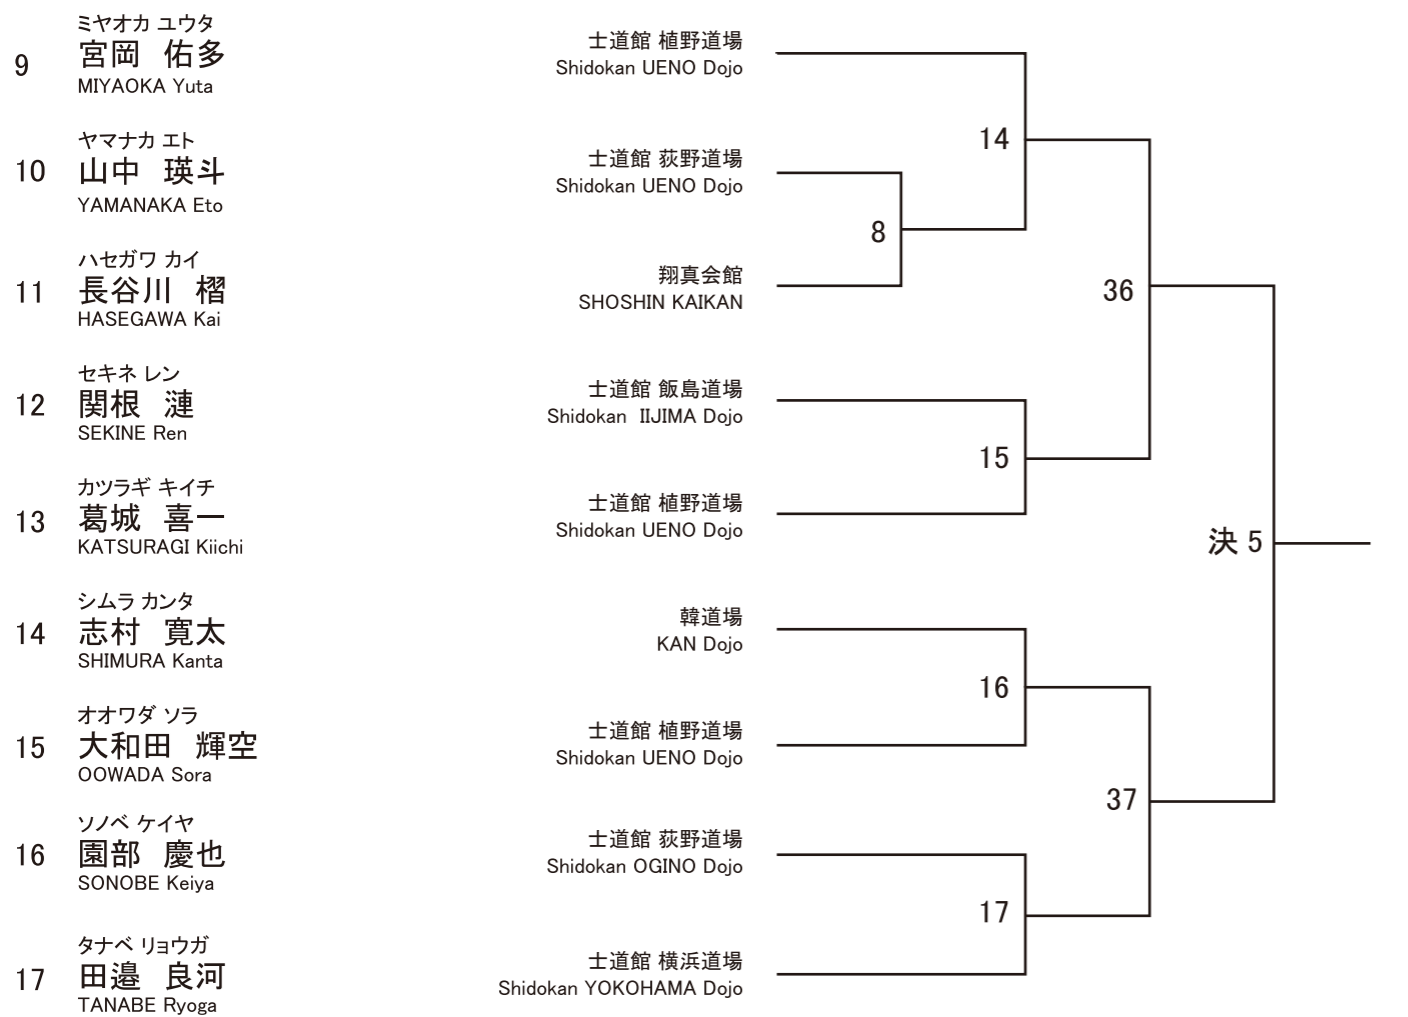 ミヤオカ ユウタ
9 宮岡 佑多
MIYAOKA Yuta
士道館 植野道場
Shidokan UENO Dojo
ヤマナカ エト
10 山中 瑛斗
YAMANAKA Eto
士道館 荻野道場
Shidokan UENO Dojo
ハセガワ カイ
11 長谷川 櫂
HASEGAWA Kai
翔真会館
SHOSHIN KAIKAN
セキネ レン
12 関根 漣
SEKINE Ren
士道館 飯島道場
Shidokan IIJIMA Dojo
カツラギ キイチ
13 葛城 喜一
KATSURAGI Kiichi
士道館 植野道場
Shidokan UENO Dojo
シムラ カンタ
14 志村 寛太
SHIMURA Kanta
韓道場
KAN Dojo
オオワダ ソラ
15 大和田 輝空
OOWADA Sora
士道館 植野道場
Shidokan UENO Dojo
ソノベ ケイヤ
16 園部 慶也
SONOBE Keiya
士道館 荻野道場
Shidokan OGINO Dojo
タナベ リョウガ
17 田邉 良河
TANABE Ryoga
士道館 横浜道場
Shidokan YOKOHAMA Dojo
14
8
36
15
決 5
16
37
17